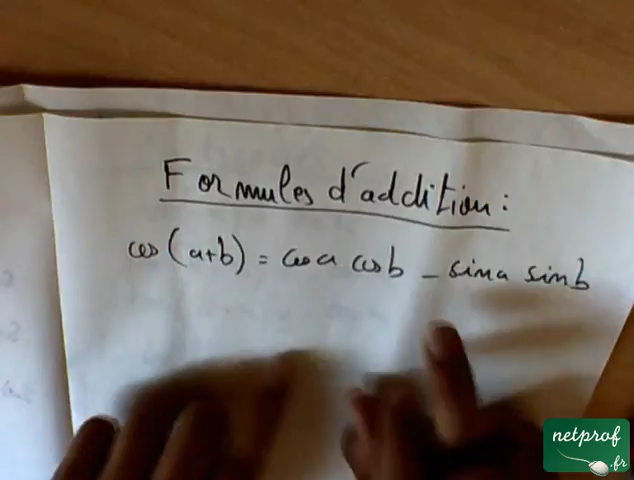 Formules d'addition :
cos (a+b) = cos a cos b - sin a sin b
netprof
.fr